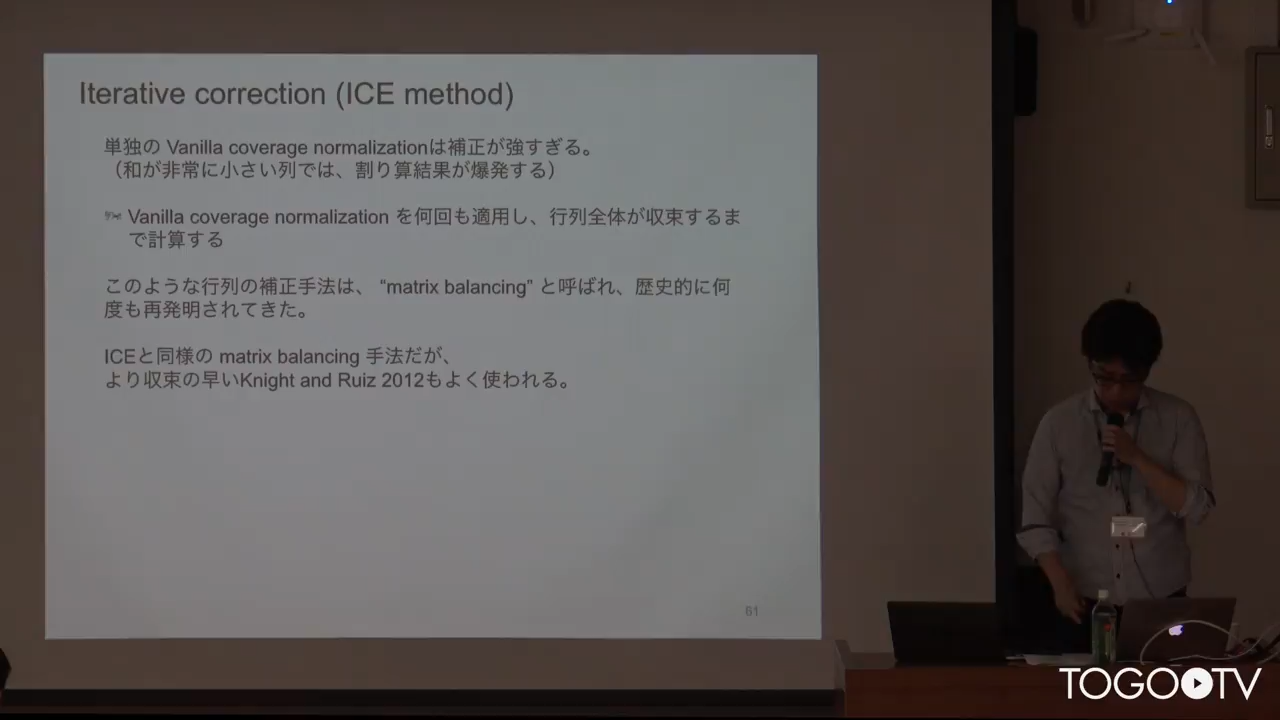 Iterative correction (ICE method)
単独の Vanilla coverage normalizationは補正が強すぎる。
（和が非常に小さい列では、割り算結果が爆発する）
Vanilla coverage normalization を何回も適用し、行列全体が収束するま
で計算する
このような行列の補正手法は、 “matrix balancing” と呼ばれ、歴史的に何
度も再発明されてきた。
ICEと同様の matrix balancing 手法だが、
より収束の早いKnight and Ruiz 2012もよく使われる。
61
TOGOTV